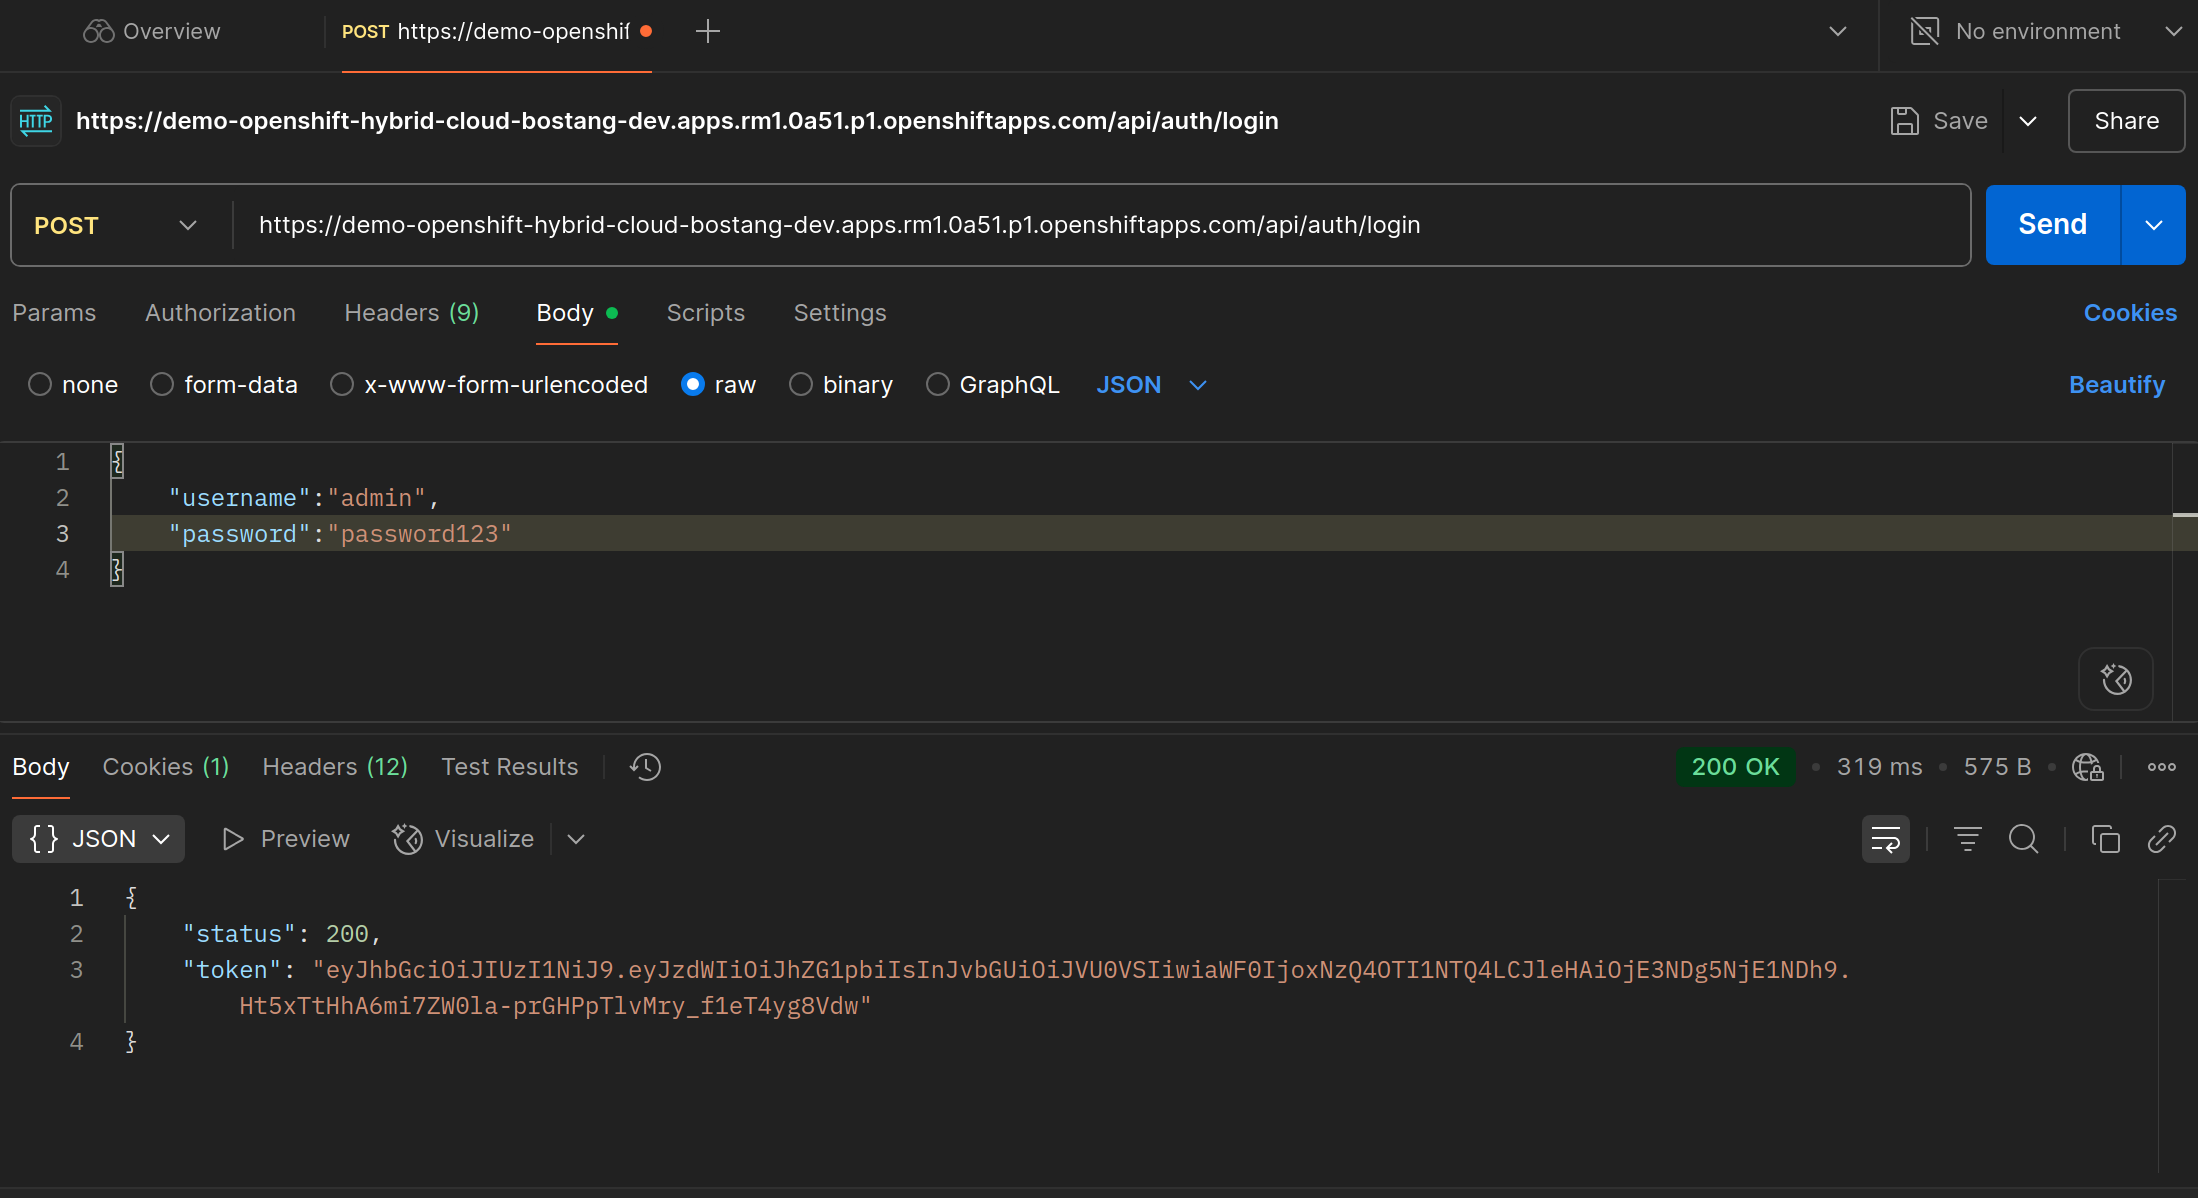 Overview
POST https://demo-openshif
No environment
HTTP
https://demo-openshift-hybrid-cloud-bostang-dev.apps.rm1.0a51.p1.openshiftapps.com/api/auth/login
Save
Share
POST
https://demo-openshift-hybrid-cloud-bostang-dev.apps.rm1.0a51.p1.openshiftapps.com/api/auth/login
Send
Params Authorization Headers (9) Body Scripts Settings Cookies
none form-data x-www-form-urlencoded raw binary GraphQL JSON Beautify
1 {
2 "username":"admin",
3 "password":"password123"
4 }
Body Cookies (1) Headers (12) Test Results 200 OK 319 ms 575 B
{} JSON Preview Visualize
1 {
2 "status": 200,
3 "token": "eyJhbGciOiJIUzI1NiJ9.eyJzdWIiOiJhZG1pbiIsInJvbGUiOiJVU0VSIiwiaWF0IjoxNzQ4OTI1NTQ4LCJleHAiOjE3NDg5NjE1NDh9.
Ht5xTtHhA6mi7ZW0la-prGHPpTlvMry_f1eT4yg8Vdw"
4 }